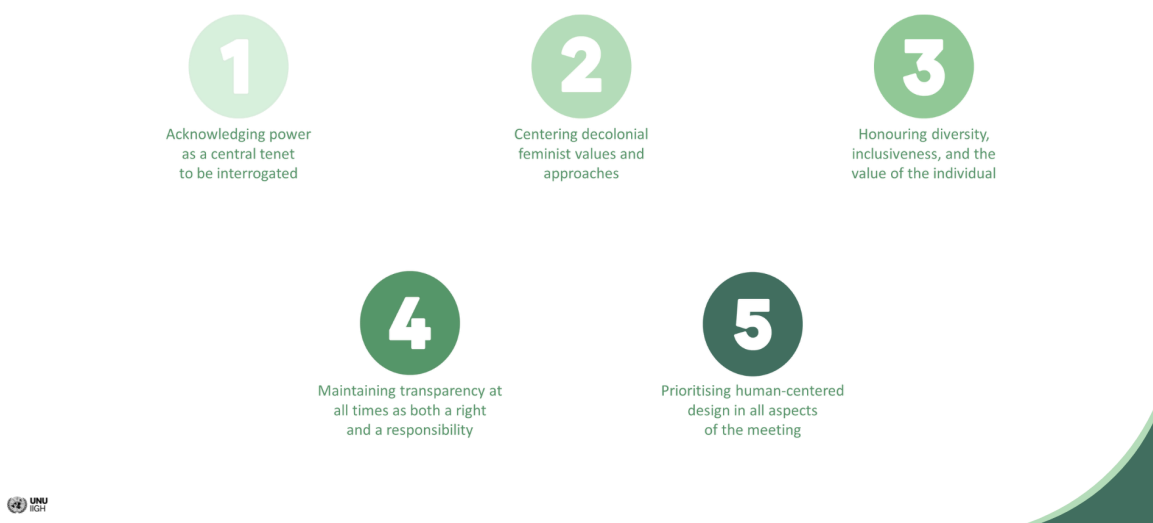 1
Acknowledging power
as a central tenet
to be interrogated
2
Centering decolonial
feminist values and
approaches
3
Honouring diversity,
inclusiveness, and the
value of the individual
4
Maintaining transparency at
all times as both a right
and a responsibility
5
Prioritising human-centered
design in all aspects
of the meeting
UNU
IIGH